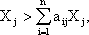 X_j > \sum_{i=1}^{n} a_{ij} X_j,